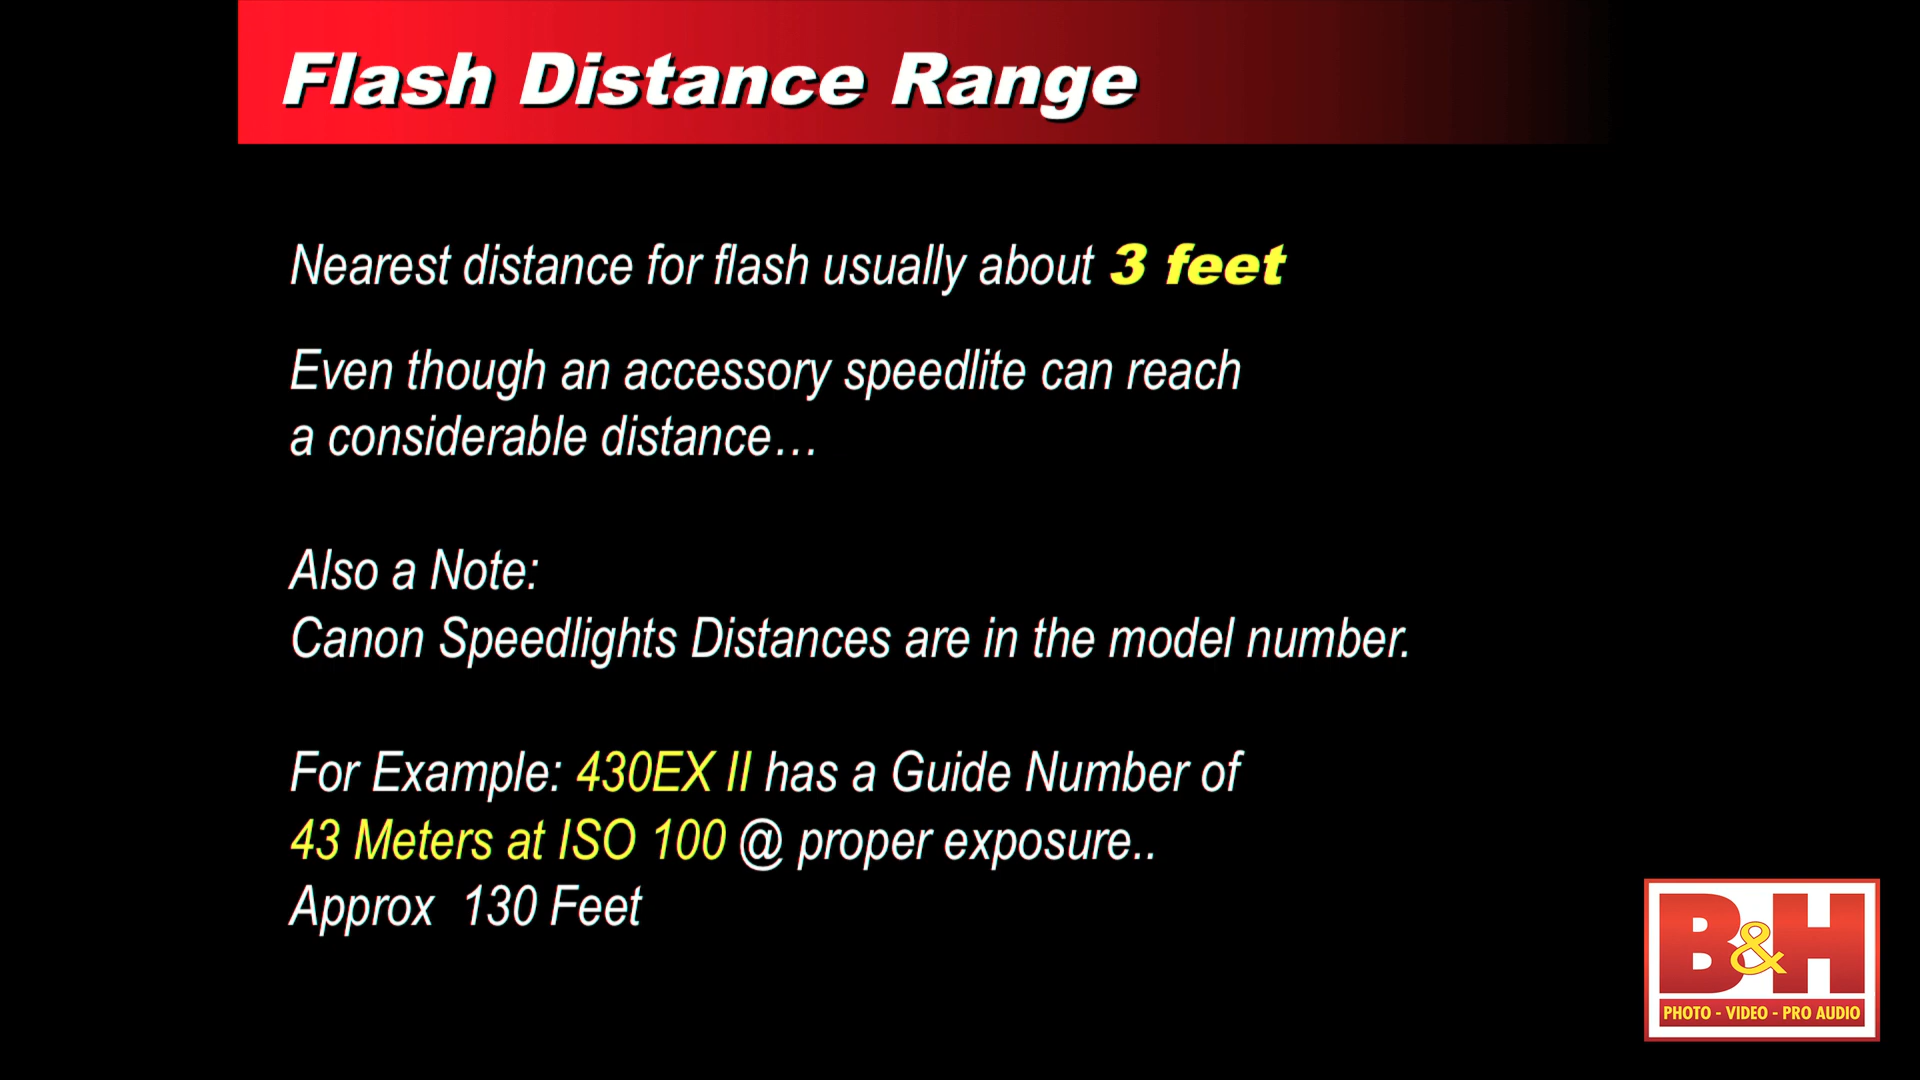 Flash Distance Range
Nearest distance for flash usually about 3 feet
Even though an accessory speedlite can reach
a considerable distance…
Also a Note:
Canon Speedlights Distances are in the model number.
For Example: 430EX II has a Guide Number of
43 Meters at ISO 100 @ proper exposure..
Approx  130 Feet
B&H
PHOTO - VIDEO - PRO AUDIO